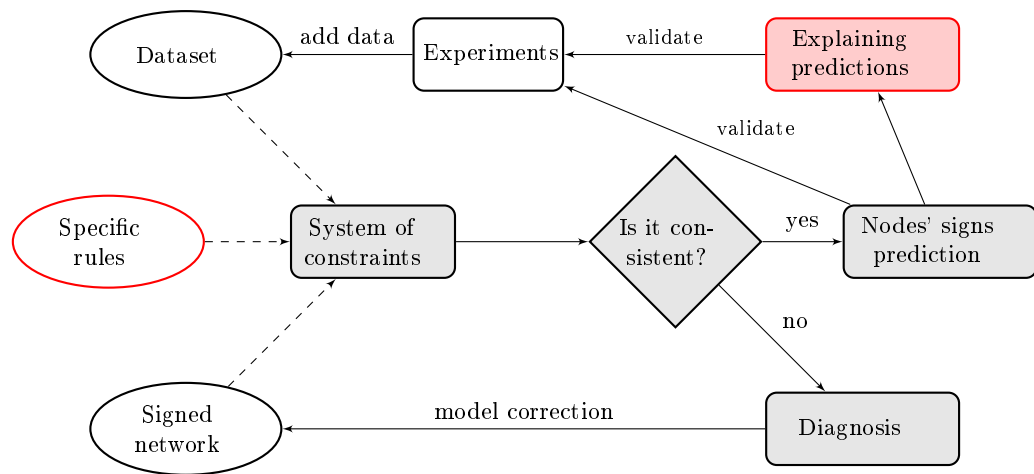 Dataset
add data
Experiments
validate
Explaining
predictions
validate
Specific
rules
System of
constraints
Is it con-
sistent?
yes
Nodes' signs
prediction
no
Signed
network
model correction
Diagnosis